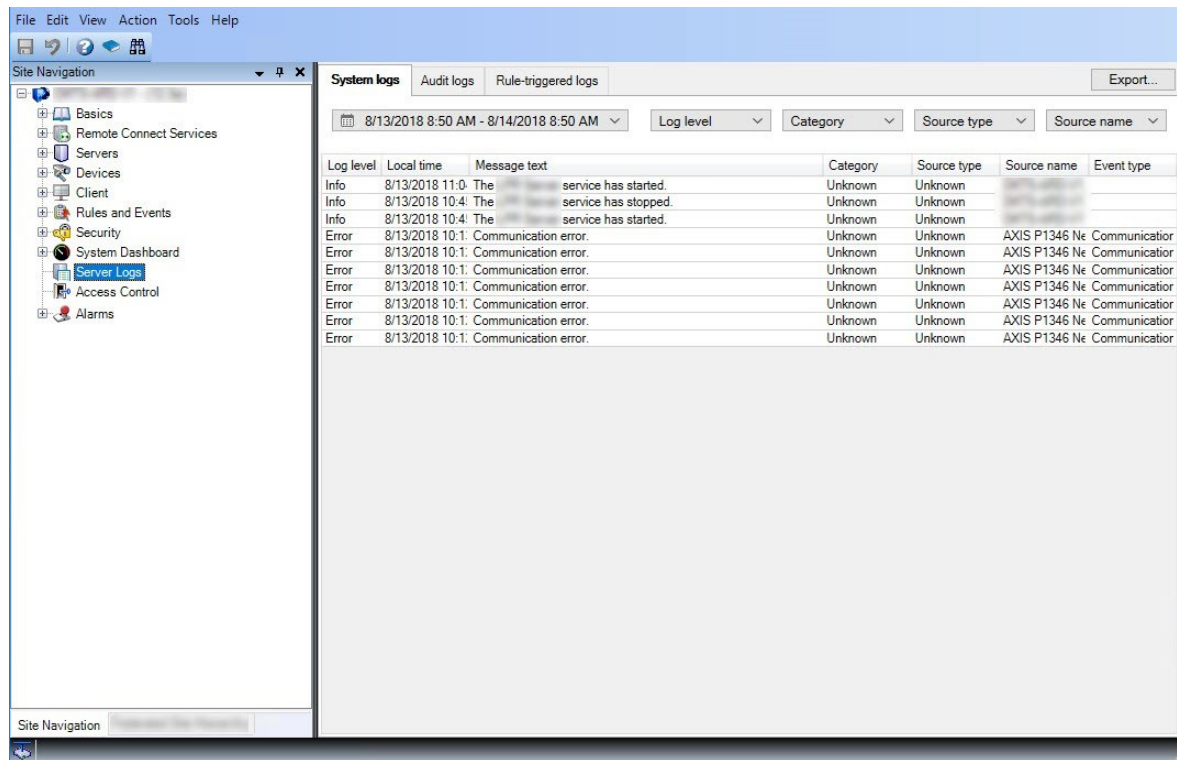 File Edit View Action Tools Help
Site Navigation
Basics
Remote Connect Services
Servers
Devices
Client
Rules and Events
Security
System Dashboard
Server Logs
Access Control
Alarms
Site Navigation
System logs Audit logs Rule-triggered logs Export...
8/13/2018 8:50 AM - 8/14/2018 8:50 AM Log level Category Source type Source name
Log level Local time Message text Category Source type Source name Event type
Info 8/13/2018 11:0 The service has started. Unknown Unknown
Info 8/13/2018 10:4 The service has stopped. Unknown Unknown
Info 8/13/2018 10:4 The service has started. Unknown Unknown
Error 8/13/2018 10:1 Communication error. Unknown Unknown AXIS P1346 Ne Communication
Error 8/13/2018 10:1 Communication error. Unknown Unknown AXIS P1346 Ne Communication
Error 8/13/2018 10:1 Communication error. Unknown Unknown AXIS P1346 Ne Communication
Error 8/13/2018 10:1 Communication error. Unknown Unknown AXIS P1346 Ne Communication
Error 8/13/2018 10:1 Communication error. Unknown Unknown AXIS P1346 Ne Communication
Error 8/13/2018 10:1 Communication error. Unknown Unknown AXIS P1346 Ne Communication
Error 8/13/2018 10:1 Communication error. Unknown Unknown AXIS P1346 Ne Communication